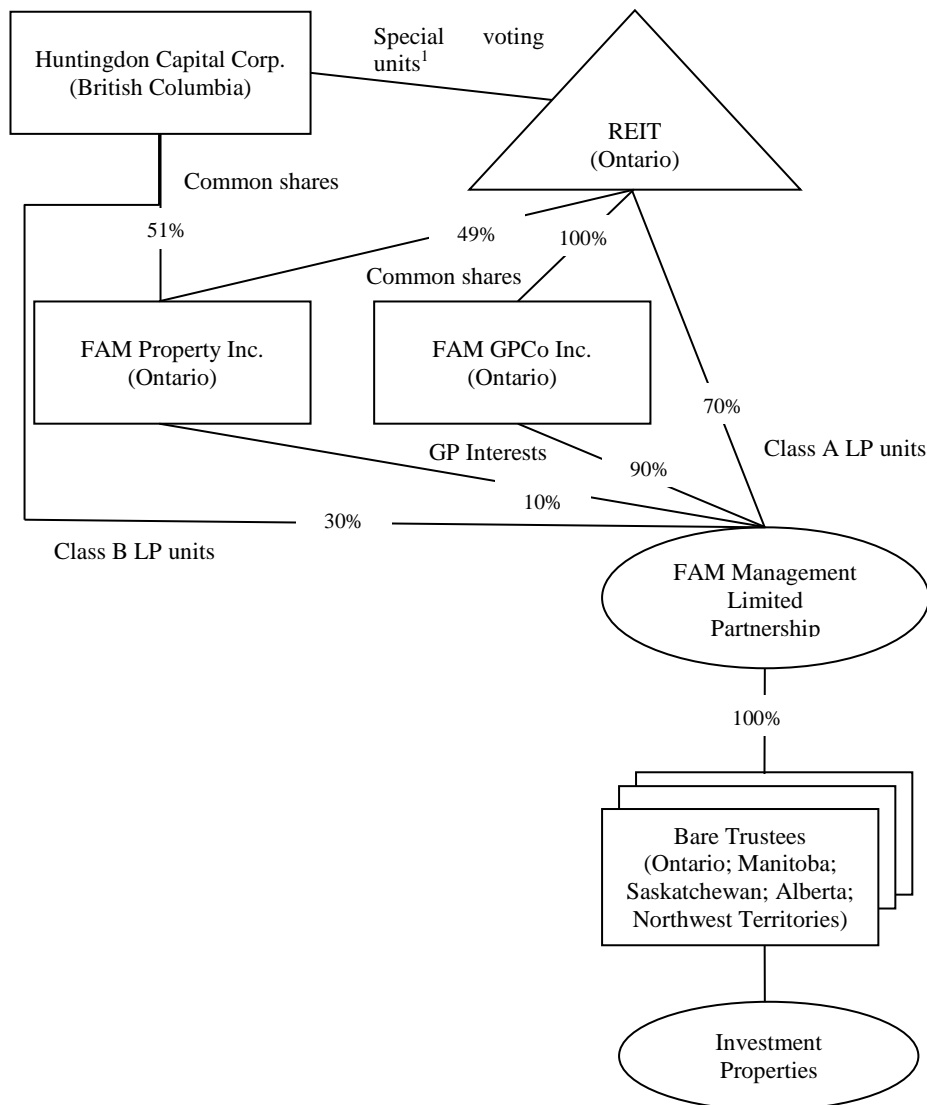 Special voting
units¹
Huntingdon Capital Corp.
(British Columbia)
REIT
(Ontario)
Common shares
51%
49%
100%
Common shares
FAM Property Inc.
(Ontario)
FAM GPCo Inc.
(Ontario)
70%
Class A LP units
GP Interests
90%
10%
30%
Class B LP units
FAM Management
Limited
Partnership
100%
Bare Trustees
(Ontario; Manitoba;
Saskatchewan; Alberta;
Northwest Territories)
Investment
Properties